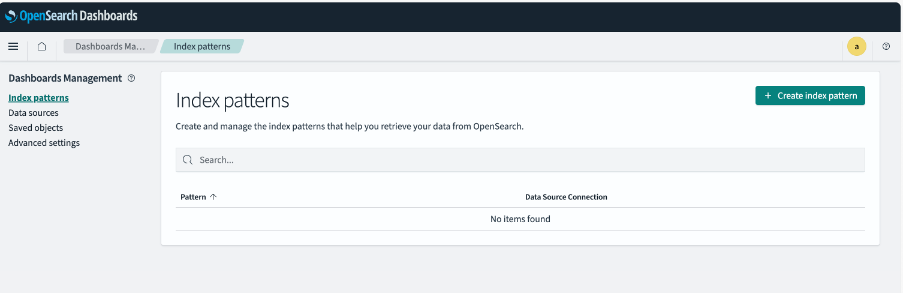 OpenSearch Dashboards
Dashboards Ma...
Index patterns
a
Dashboards Management
Index patterns
Data sources
Saved objects
Advanced settings
Index patterns
+ Create index pattern
Create and manage the index patterns that help you retrieve your data from OpenSearch.
Search...
Pattern ↑ Data Source Connection
No items found